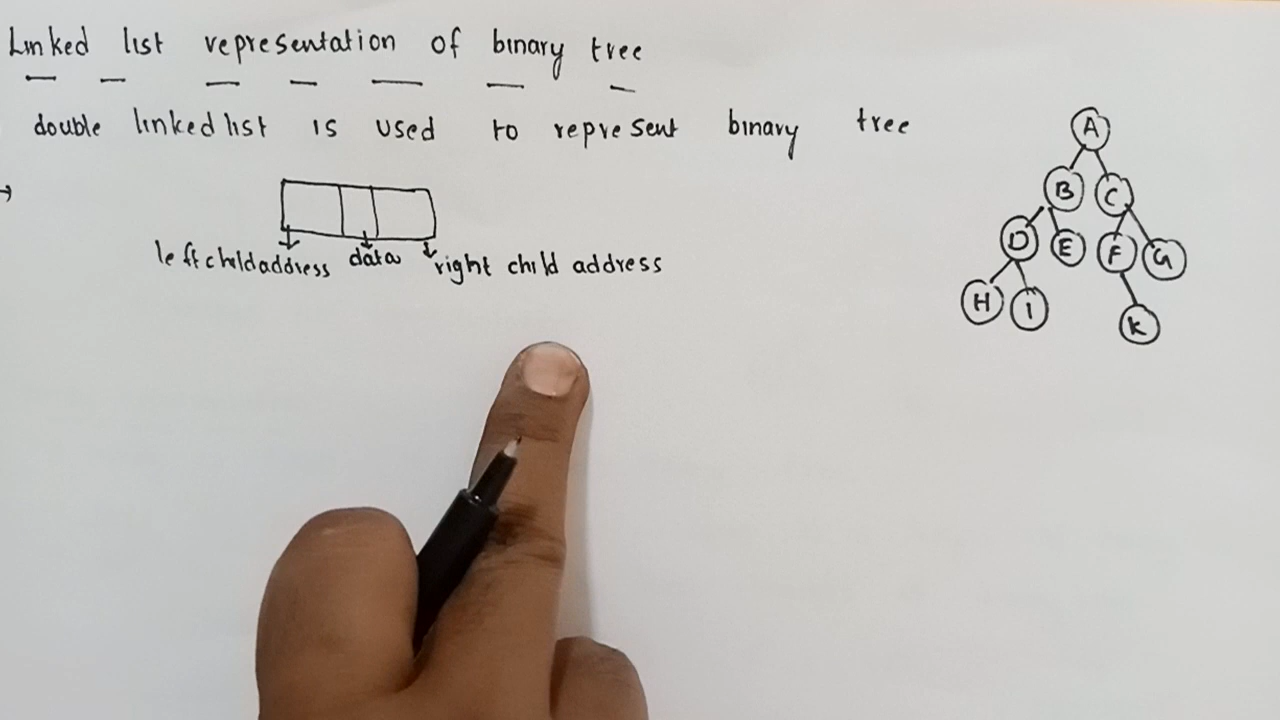 Linked list representation of binary tree
double linked list is used to represent binary tree
→
left child address data right child address
A
B C
D E F G
H I K